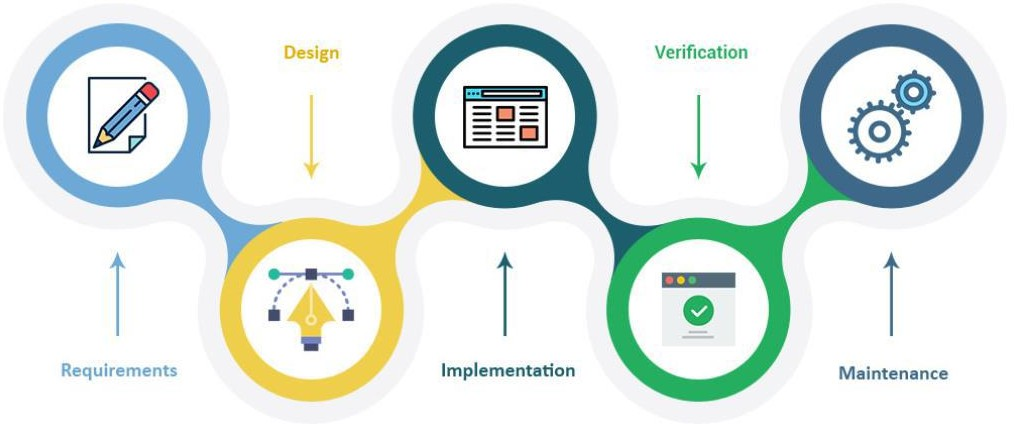 Requirements
Design
Implementation
Verification
Maintenance